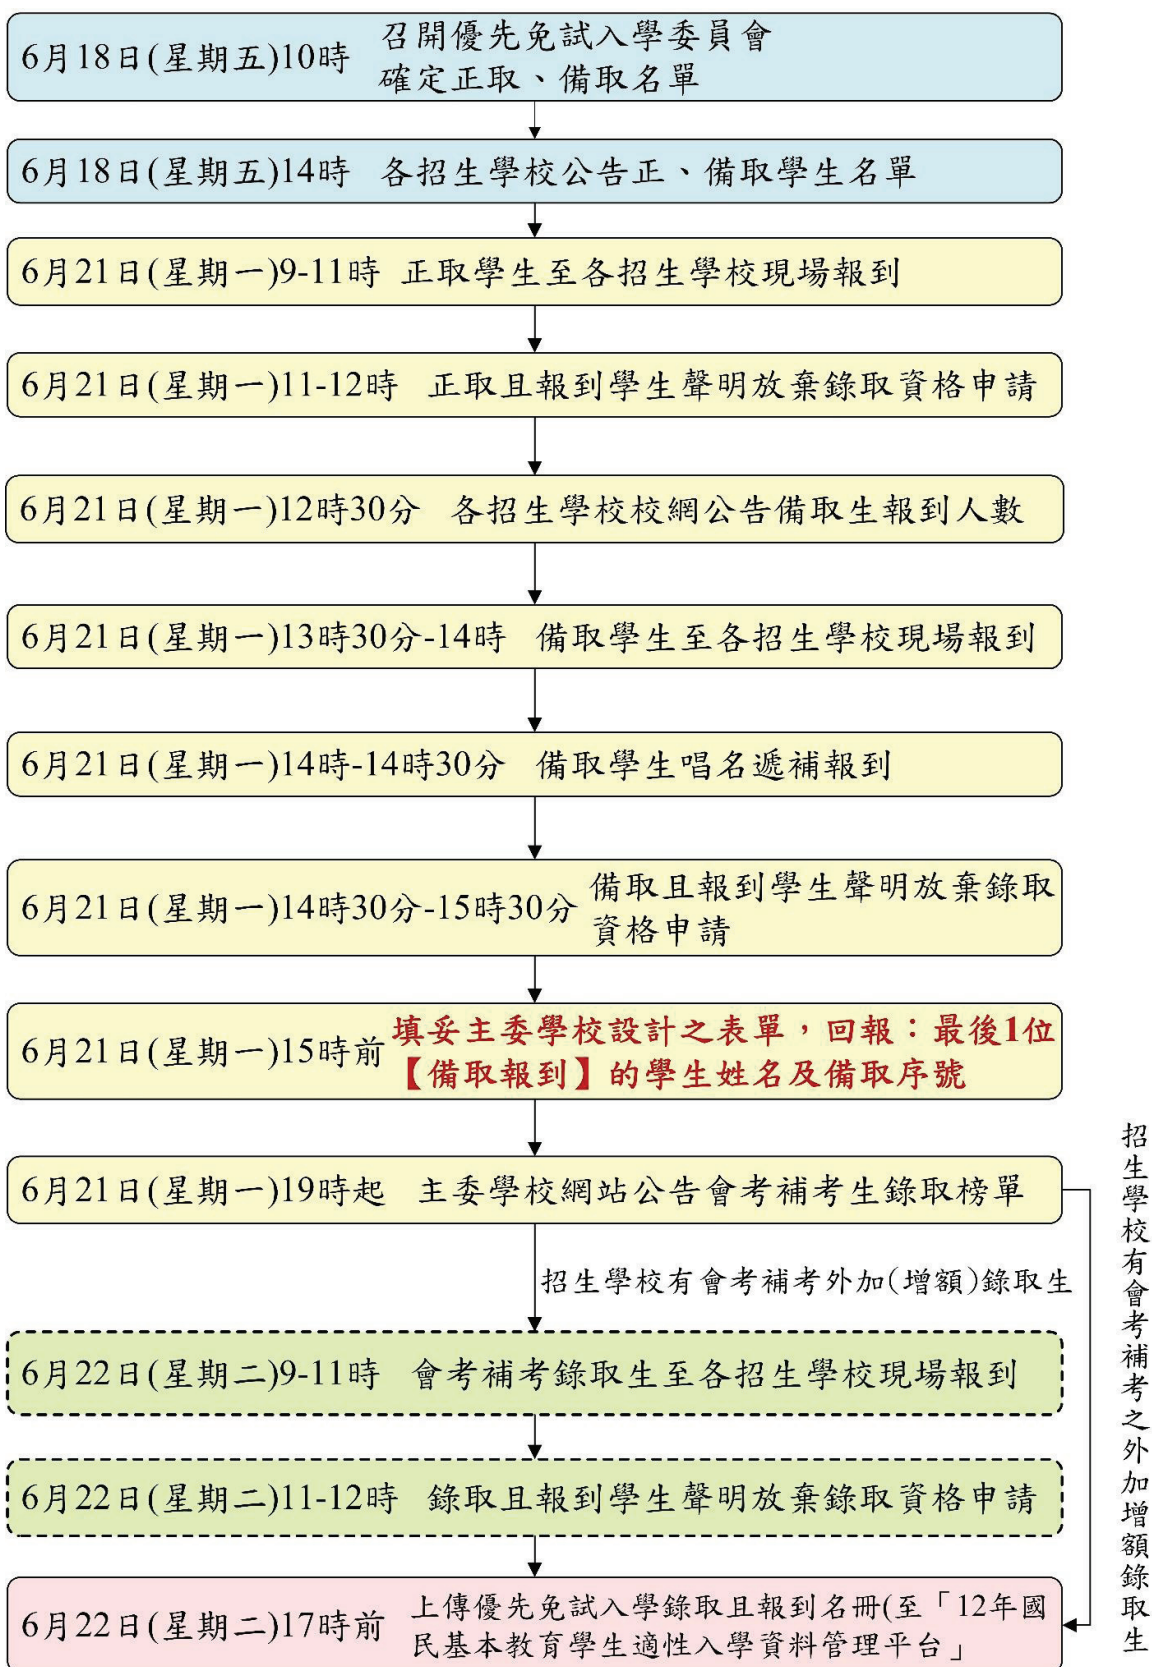 6月18日(星期五)10時 召開優先免試入學委員會
確定正取、備取名單
6月18日(星期五)14時 各招生學校公告正、備取學生名單
6月21日(星期一)9-11時 正取學生至各招生學校現場報到
6月21日(星期一)11-12時 正取且報到學生聲明放棄錄取資格申請
6月21日(星期一)12時30分 各招生學校校網公告備取生報到人數
6月21日(星期一)13時30分-14時 備取學生至各招生學校現場報到
6月21日(星期一)14時-14時30分 備取學生唱名遞補報到
6月21日(星期一)14時30分-15時30分 備取且報到學生聲明放棄錄取
資格申請
6月21日(星期一)15時前 填妥主委學校設計之表單，回報：最後1位
【備取報到】的學生姓名及備取序號
6月21日(星期一)19時起 主委學校網站公告會考補考生錄取榜單
招生學校有會考補考外加(增額)錄取生
6月22日(星期二)9-11時 會考補考錄取生至各招生學校現場報到
6月22日(星期二)11-12時 錄取且報到學生聲明放棄錄取資格申請
6月22日(星期二)17時前 上傳優先免試入學錄取且報到名冊(至「12年國
民基本教育學生適性入學資料管理平台」
招生學校有會考補考之外加增額錄取生